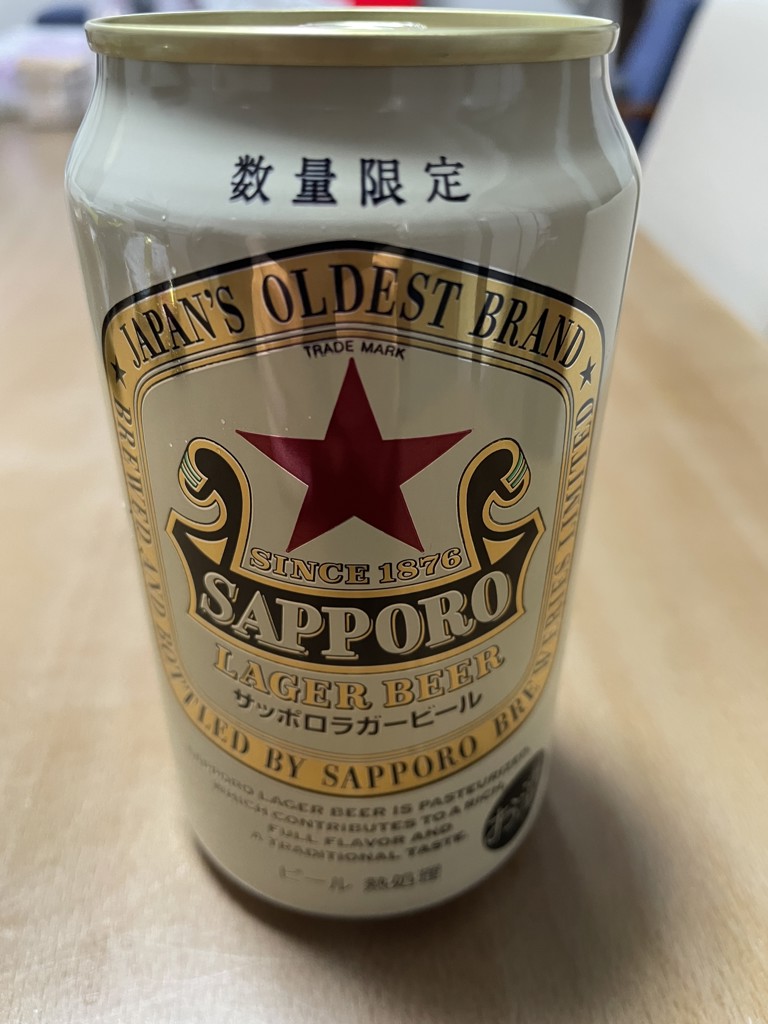 数量限定
★ JAPAN'S OLDEST BRAND ★
TRADE MARK
SINCE 1876
SAPPORO
LAGER BEER
サッポロラガービール
BREWED AND BOTTLED BY SAPPORO BREWERIES LIMITED
SAPPORO LAGER BEER IS PASTEURIZED,
WHICH CONTRIBUTES TO A RICH,
FULL FLAVOR AND
A TRADITIONAL TASTE.
ビール 熱処理